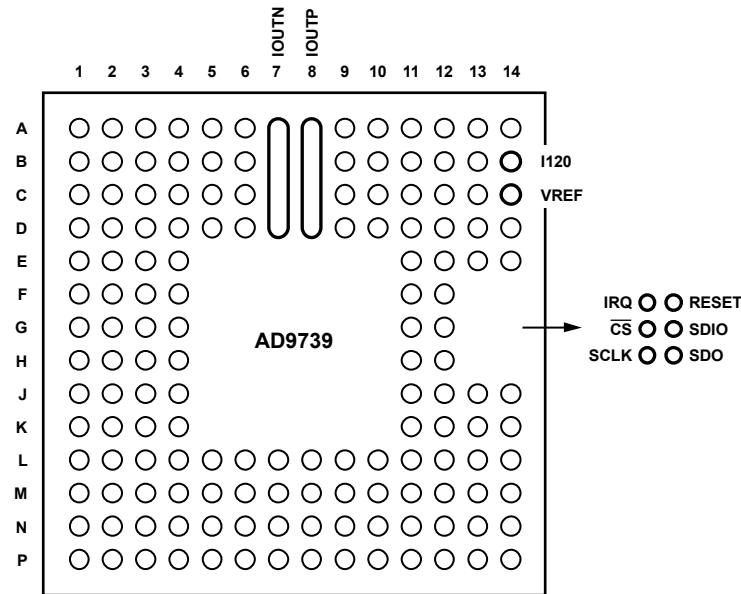 IOUTN
IOUTP
1 2 3 4 5 6 7 8 9 10 11 12 13 14
A
B I120
C VREF
D
E
F
IRQ RESET
G AD9739
CS SDIO
H
SCLK SDO
J
K
L
M
N
P